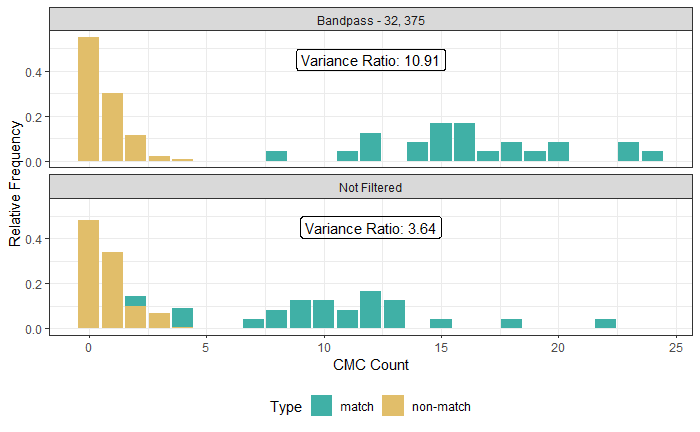 Bandpass - 32, 375
Variance Ratio: 10.91
0.4
0.2
0.0
Relative Frequency
Not Filtered
Variance Ratio: 3.64
0.4
0.2
0.0
0 5 10 15 20 25
CMC Count
Type match non-match